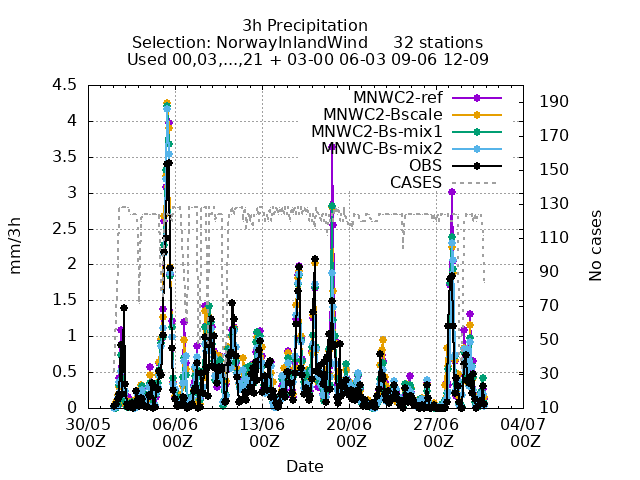 3h Precipitation
Selection: NorwayInlandWind 32 stations
Used 00,03,...,21 + 03-00 06-03 09-06 12-09
MNWC2-ref
MNWC2-Bscale
MNWC2-Bs-mix1
MNWC-Bs-mix2
OBS
CASES
4.5
4
3.5
3
2.5
2
1.5
1
0.5
0
mm/3h
190
170
150
130
110
90
70
50
30
10
No cases
30/05 06/06 13/06 20/06 27/06 04/07
00Z 00Z 00Z 00Z 00Z 00Z
Date